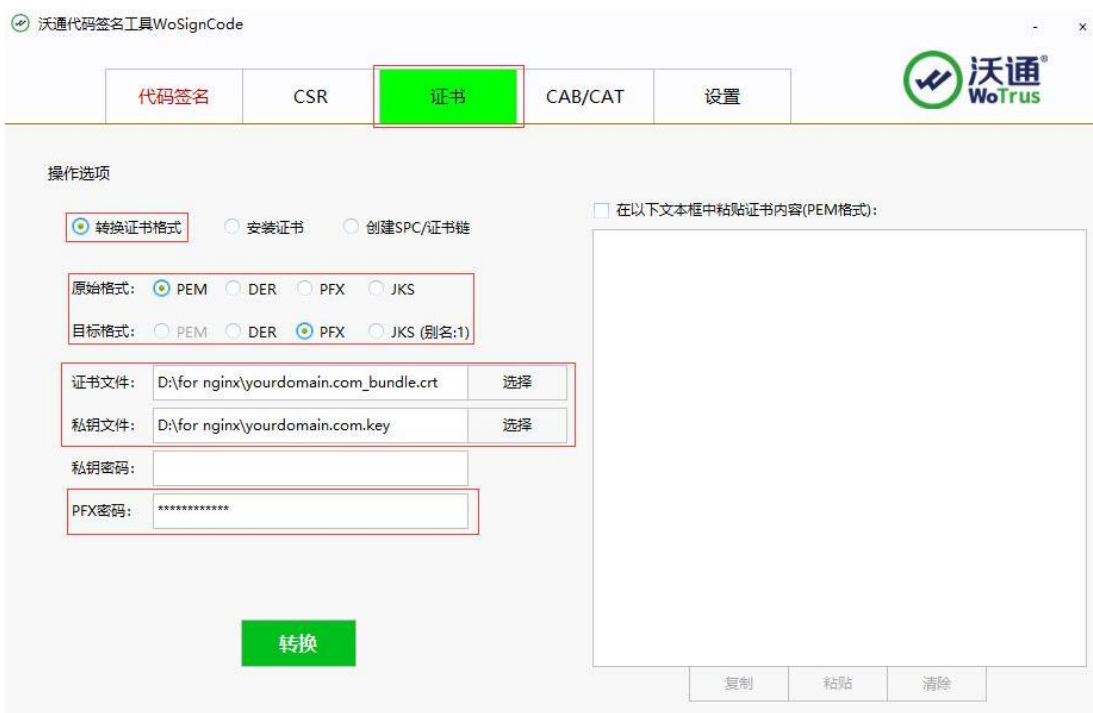 沃通代码签名工具WoSignCode
- x
代码签名 CSR 证书 CAB/CAT 设置
沃通®
WoTrus
操作选项
转换证书格式 安装证书 创建SPC/证书链
在以下文本框中粘贴证书内容(PEM格式):
原始格式: PEM DER PFX JKS
目标格式: PEM DER PFX JKS (别名:1)
证书文件: D:\for nginx\yourdomain.com_bundle.crt 选择
私钥文件: D:\for nginx\yourdomain.com.key 选择
私钥密码:
PFX密码: ************
转换
复制 粘贴 清除